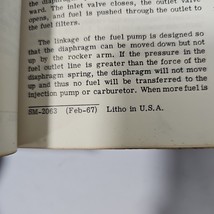 the diaphragm
ward. The inlet valve closes, the outlet valve
opens, and fuel is pushed through the outlet to
the fuel filters.
The linkage of the fuel pump is designed so
that the diaphragm can be moved down but not
up by the rocker arm. If the pressure in the
fuel outlet line is greater than the force of the
diaphragm spring, the diaphragm will not move
up and thus no fuel will be transferred to the
injection pump or carburetor. When more fuel is
SM-2063 (Feb-67) Litho in U.S.A.